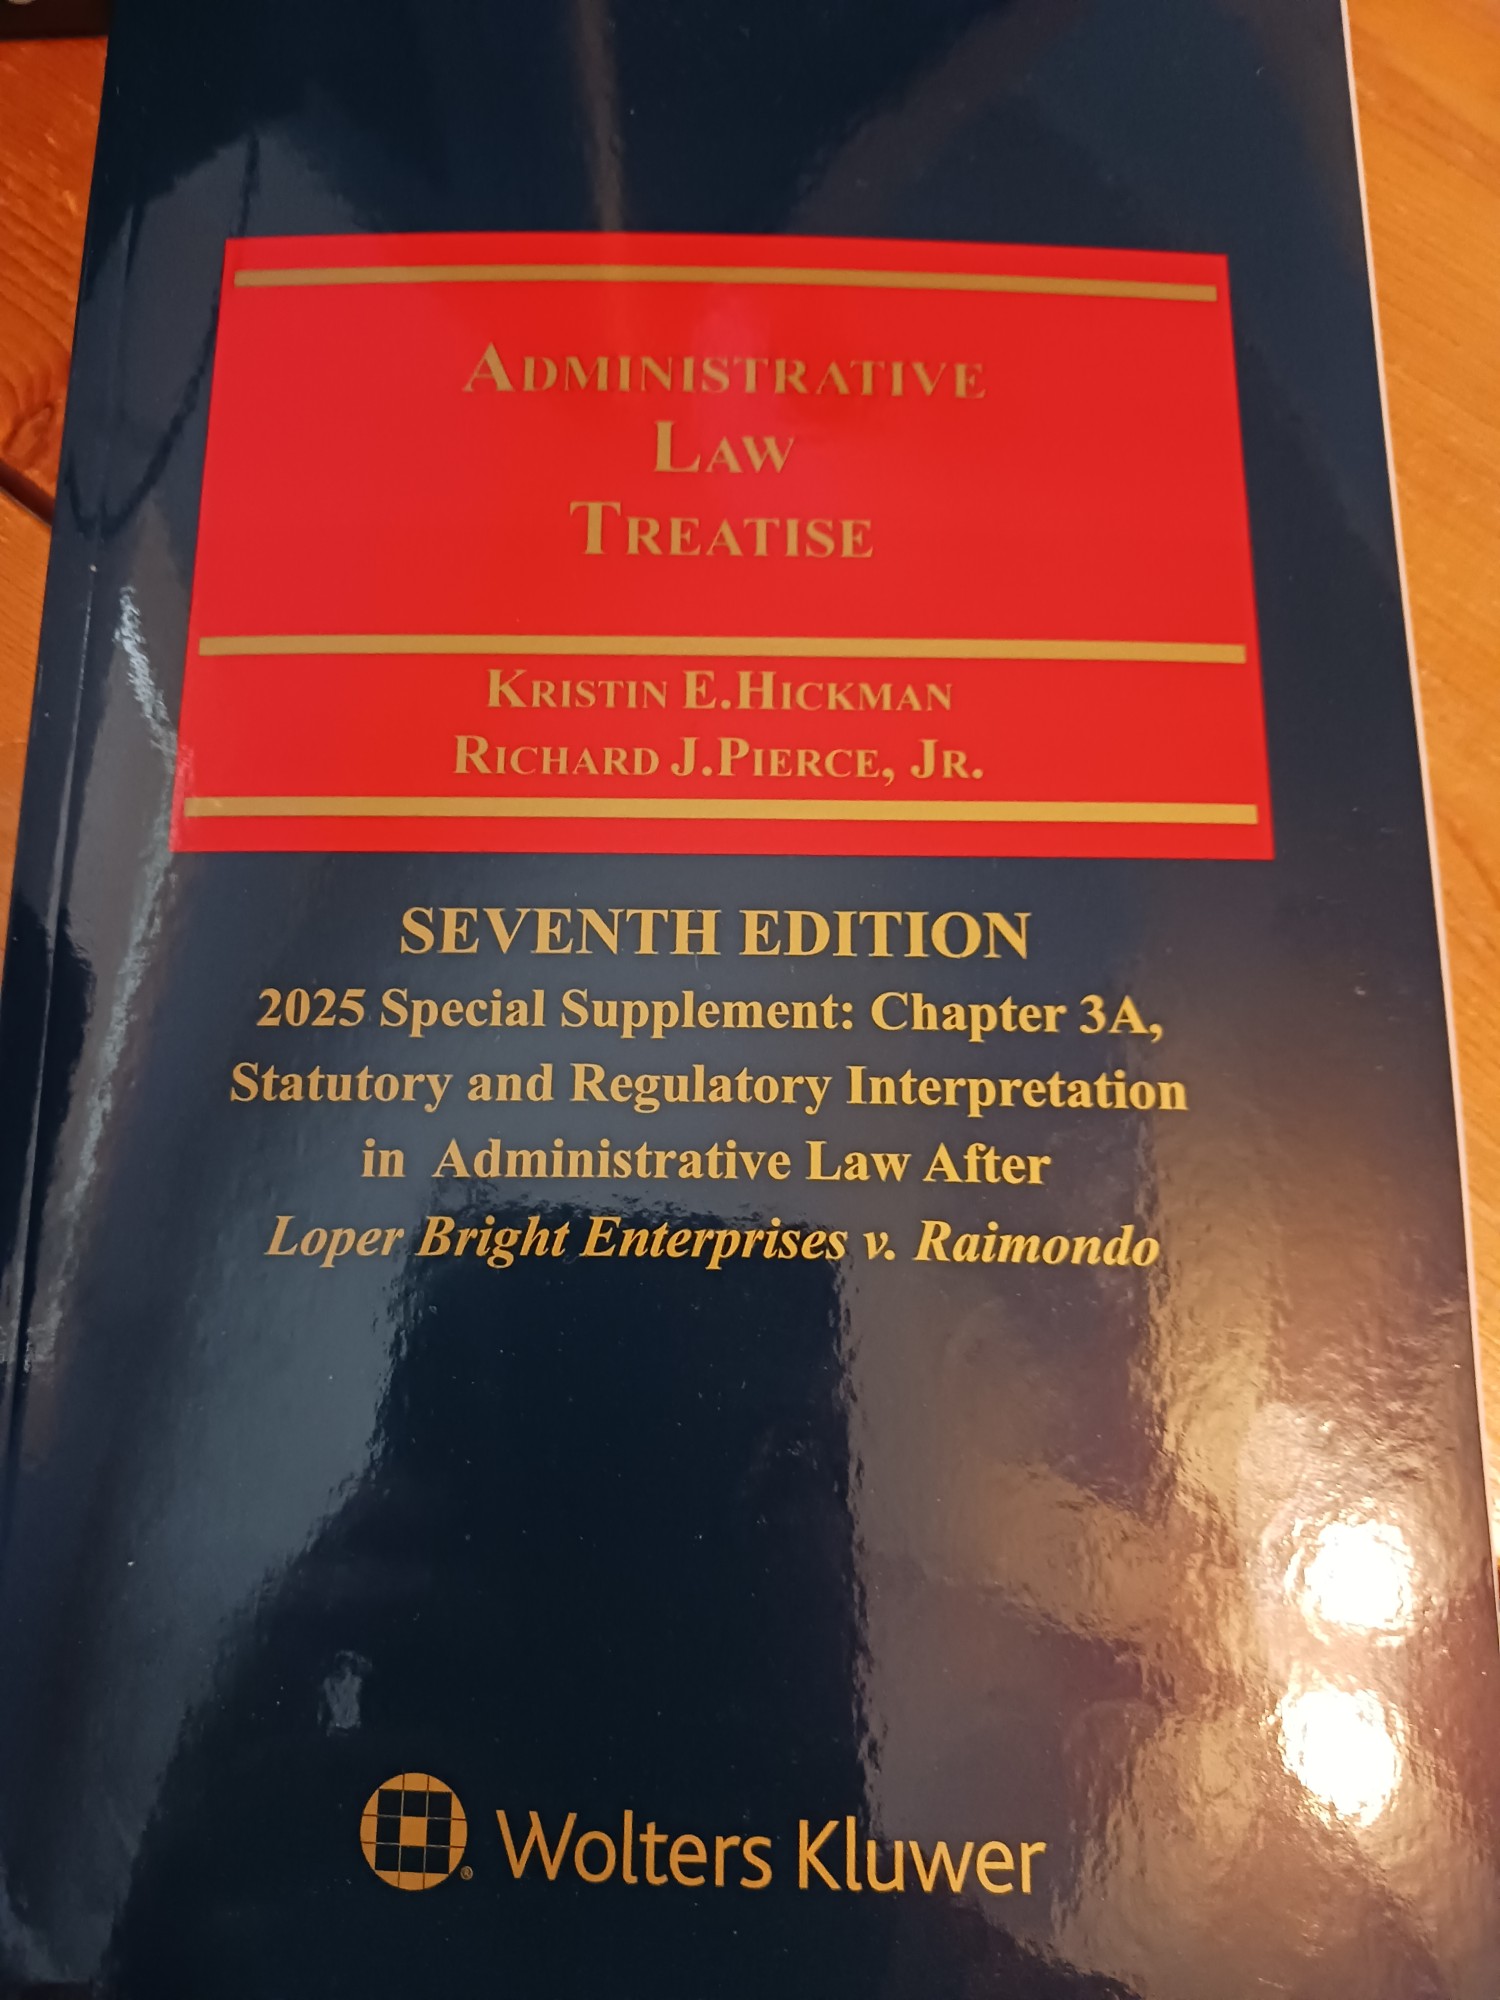 ADMINISTRATIVE
LAW
TREATISE
KRISTIN E.HICKMAN
RICHARD J.PIERCE, JR.
SEVENTH EDITION
2025 Special Supplement: Chapter 3A,
Statutory and Regulatory Interpretation
in Administrative Law After
Loper Bright Enterprises v. Raimondo
® Wolters Kluwer